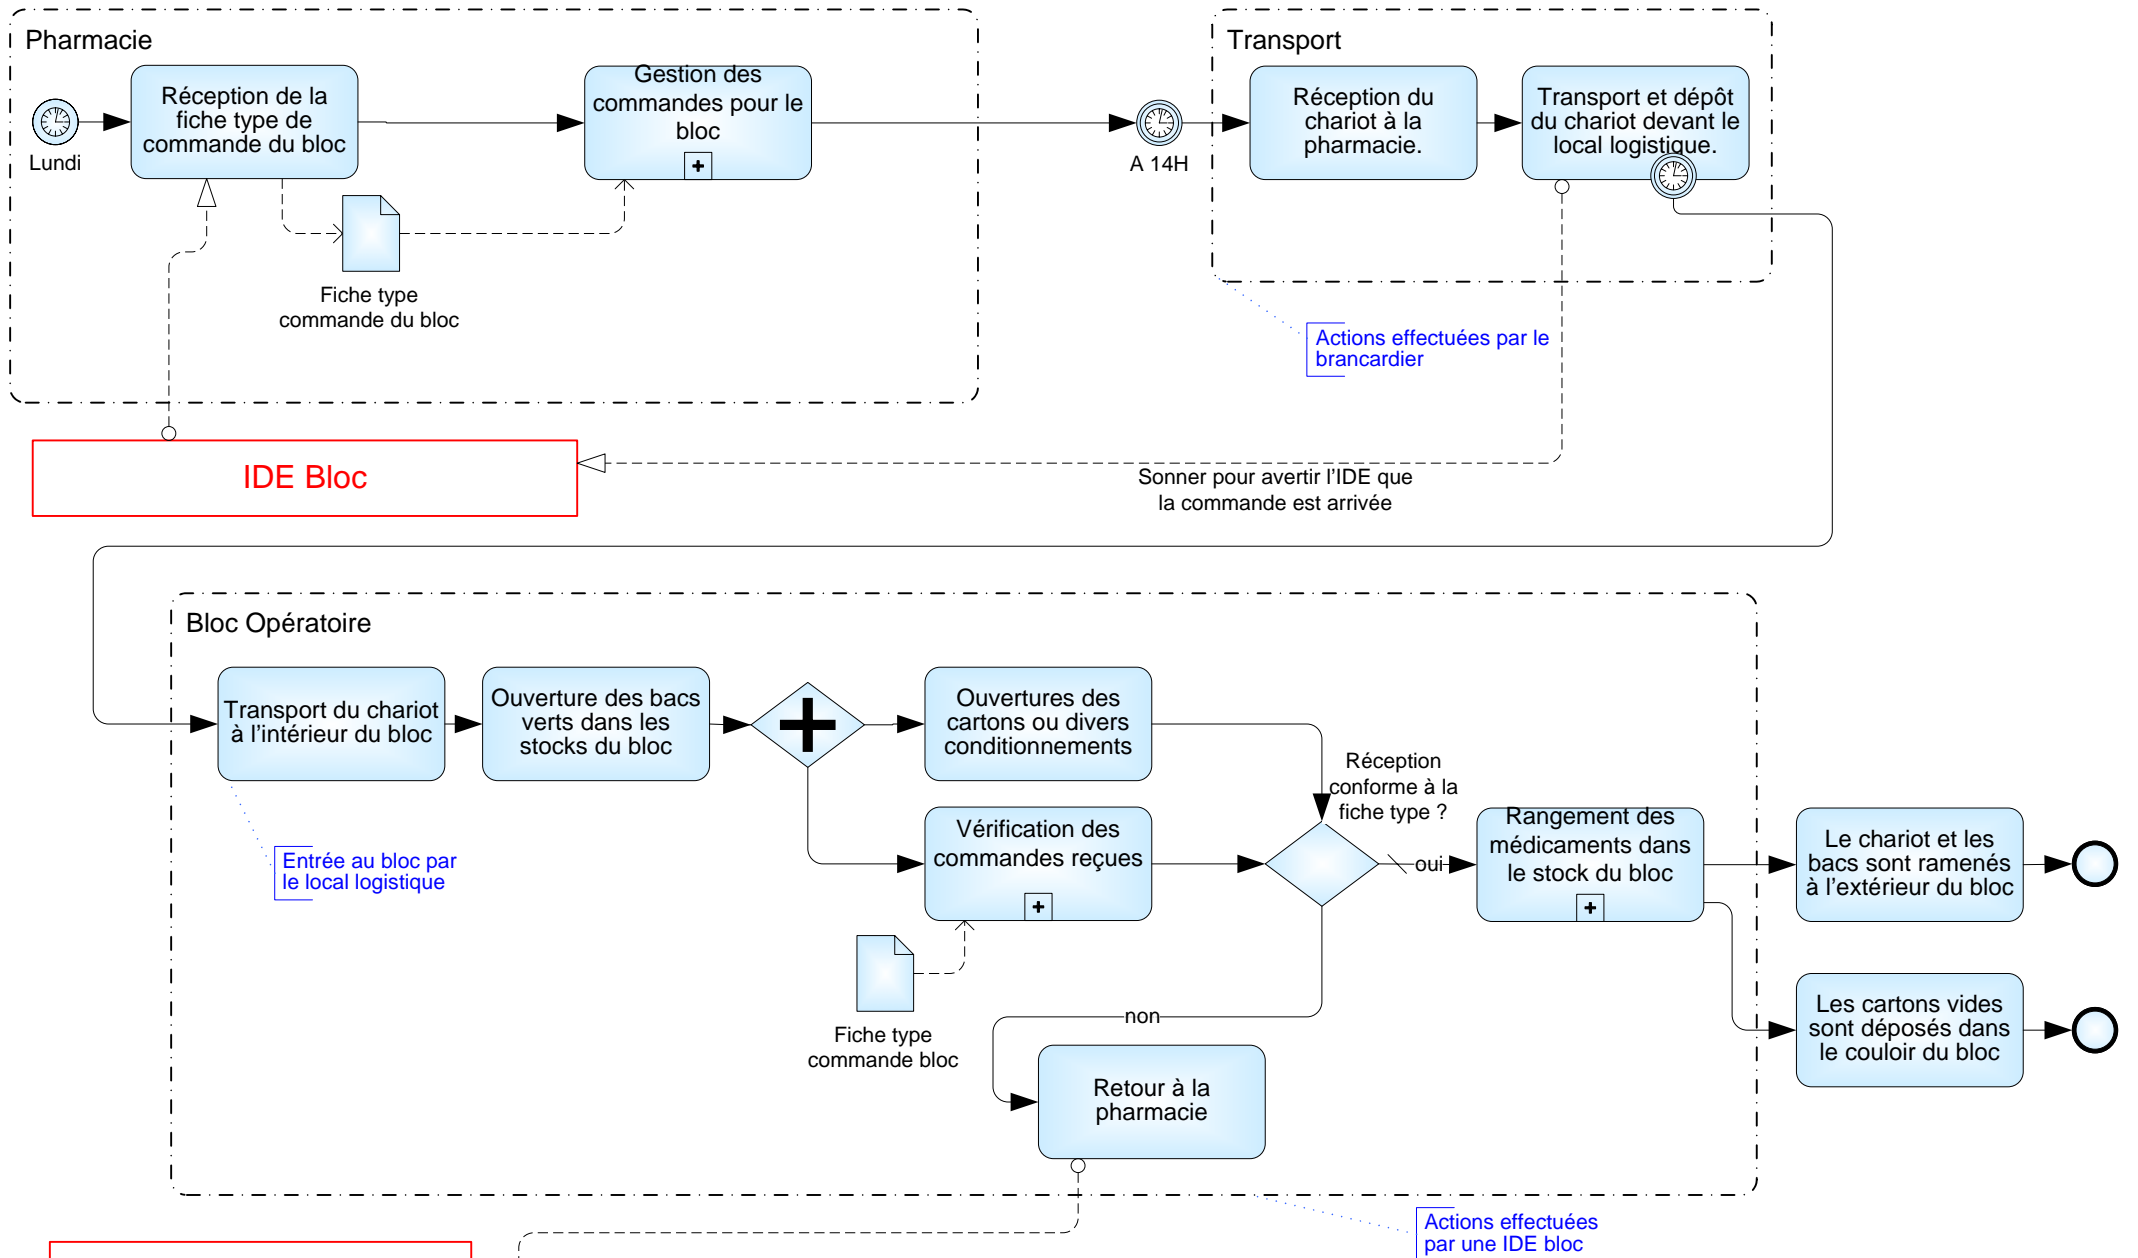 Pharmacie
Lundi
Réception de la
fiche type de
commande du bloc
Gestion des
commandes pour le
bloc
Fiche type
commande du bloc
A 14H
Transport
Réception du
chariot à la
pharmacie.
Transport et dépôt
du chariot devant le
local logistique.
Actions effectuées par le
brancardier
IDE Bloc
Sonner pour avertir l'IDE que
la commande est arrivée
Bloc Opératoire
Transport du chariot
à l'intérieur du bloc
Entrée au bloc par
le local logistique
Ouverture des bacs
verts dans les
stocks du bloc
Ouvertures des
cartons ou divers
conditionnements
Vérification des
commandes reçues
Fiche type
commande bloc
Réception
conforme à la
fiche type ?
oui
non
Retour à la
pharmacie
Rangement des
médicaments dans
le stock du bloc
Le chariot et les
bacs sont ramenés
à l'extérieur du bloc
Les cartons vides
sont déposés dans
le couloir du bloc
Actions effectuées
par une IDE bloc